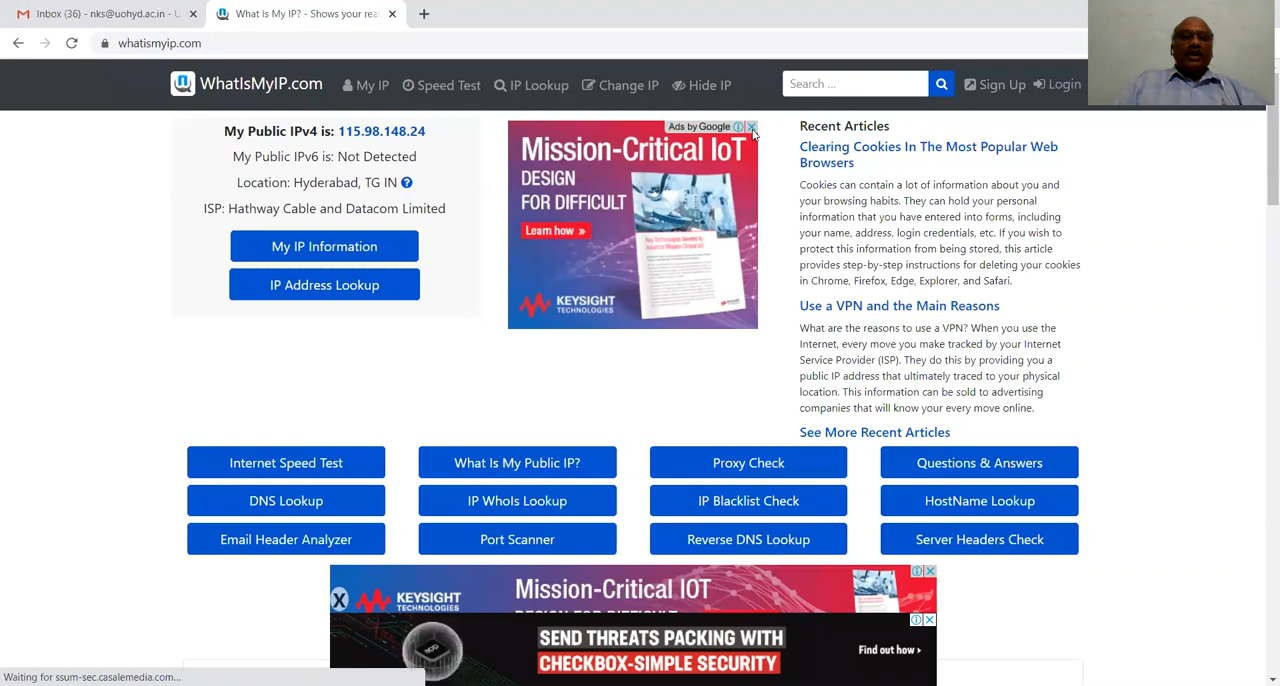 Inbox (36) - nks@uohyd.ac.in - U
What Is My IP? - Shows your real
whatismyip.com
WhatIsMyIP.com
My IP
Speed Test
IP Lookup
Change IP
Hide IP
Search ...
Sign Up
Login
My Public IPv4 is: 115.98.148.24
My Public IPv6 is: Not Detected
Location: Hyderabad, TG IN
ISP: Hathway Cable and Datacom Limited
My IP Information
IP Address Lookup
Ads by Google
Mission-Critical IoT
DESIGN
FOR DIFFICULT
Learn how »
KEYSIGHT
TECHNOLOGIES
Recent Articles
Clearing Cookies In The Most Popular Web
Browsers
Cookies can contain a lot of information about you and
your browsing habits. They can hold your personal
information that you have entered into forms, including
your name, address, login credentials, etc. If you wish to
protect this information from being stored, this article
provides step-by-step instructions for deleting your cookies
in Chrome, Firefox, Edge, Explorer, and Safari.
Use a VPN and the Main Reasons
What are the reasons to use a VPN? When you use the
Internet, every move you make tracked by your Internet
Service Provider (ISP). They do this by providing you a
public IP address that ultimately traced to your physical
location. This information can be sold to advertising
companies that will know your every move online.
See More Recent Articles
Internet Speed Test
What Is My Public IP?
Proxy Check
Questions & Answers
DNS Lookup
IP WhoIs Lookup
IP Blacklist Check
HostName Lookup
Email Header Analyzer
Port Scanner
Reverse DNS Lookup
Server Headers Check
X
KEYSIGHT
TECHNOLOGIES
Mission-Critical IOT
SEND THREATS PACKING WITH
CHECKBOX-SIMPLE SECURITY
Find out how ›
Waiting for ssum-sec.casalemedia.com...